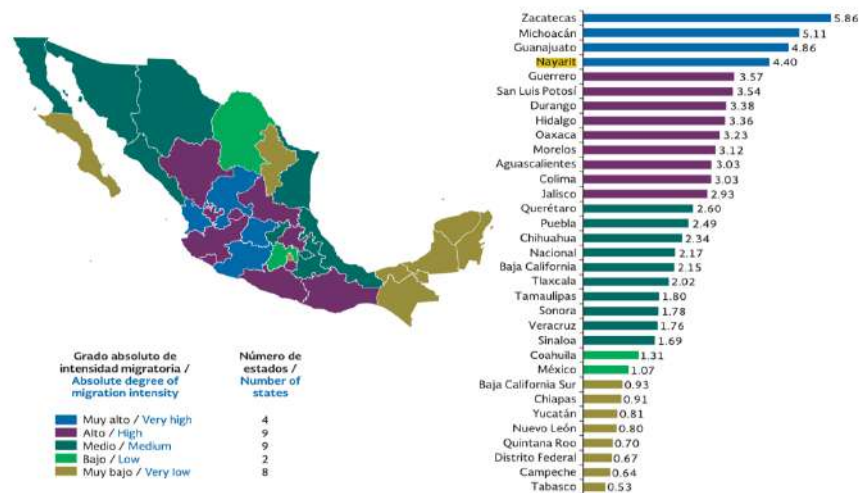 Zacatecas 5.86
Michoacán 5.11
Guanajuato 4.86
Nayarit 4.40
Guerrero 3.57
San Luis Potosí 3.54
Durango 3.38
Hidalgo 3.36
Oaxaca 3.23
Morelos 3.12
Aguascalientes 3.03
Colima 3.03
Jalisco 2.93
Querétaro 2.60
Puebla 2.49
Chihuahua 2.34
Nacional 2.17
Baja California 2.15
Tlaxcala 2.02
Tamaulipas 1.80
Sonora 1.78
Veracruz 1.76
Sinaloa 1.69
Coahuila 1.31
México 1.07
Baja California Sur 0.93
Chiapas 0.91
Yucatán 0.81
Nuevo León 0.80
Quintana Roo 0.70
Distrito Federal 0.67
Campeche 0.64
Tabasco 0.53
Grado absoluto de
intensidad migratoria /
Absolute degree of
migration intensity
Número de
estados /
Number of
states
Muy alto / Very high 4
Alto / High 9
Medio / Medium 9
Bajo / Low 2
Muy bajo / Very low 8